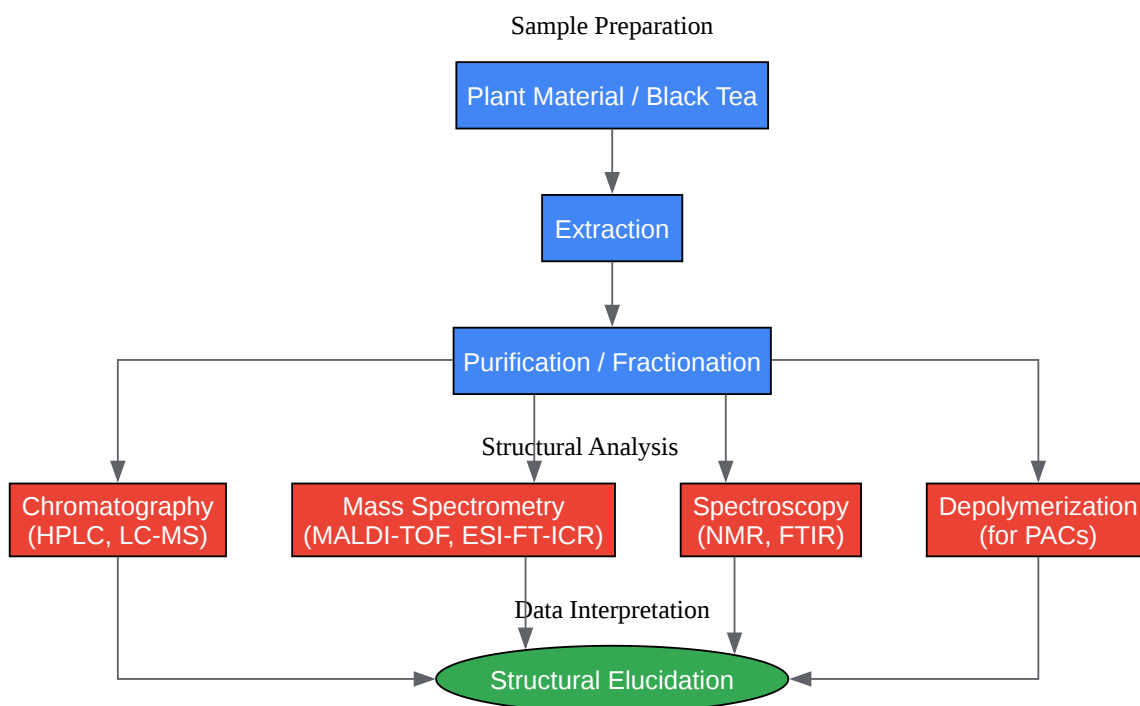 Sample Preparation
Plant Material / Black Tea
Extraction
Purification / Fractionation
Structural Analysis
Chromatography
(HPLC, LC-MS)
Mass Spectrometry
(MALDI-TOF, ESI-FT-ICR)
Spectroscopy
(NMR, FTIR)
Depolymerization
(for PACs)
Data Interpretation
Structural Elucidation